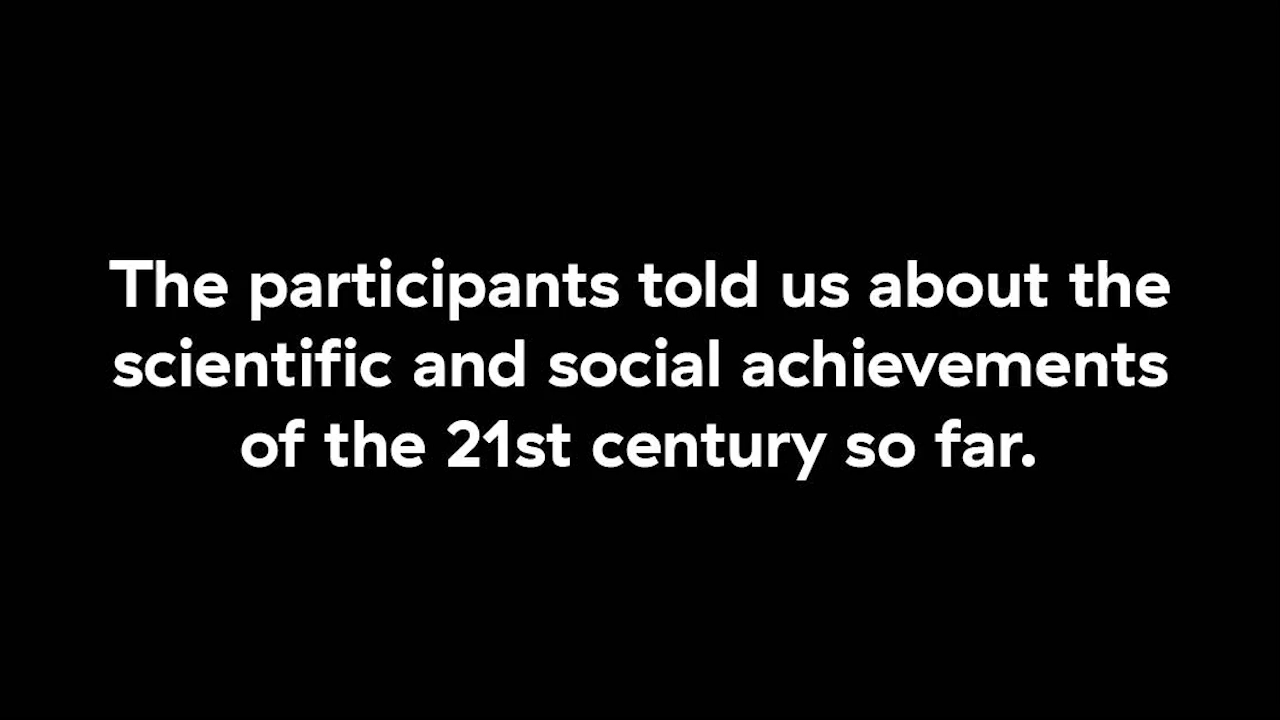 The participants told us about the
scientific and social achievements
of the 21st century so far.